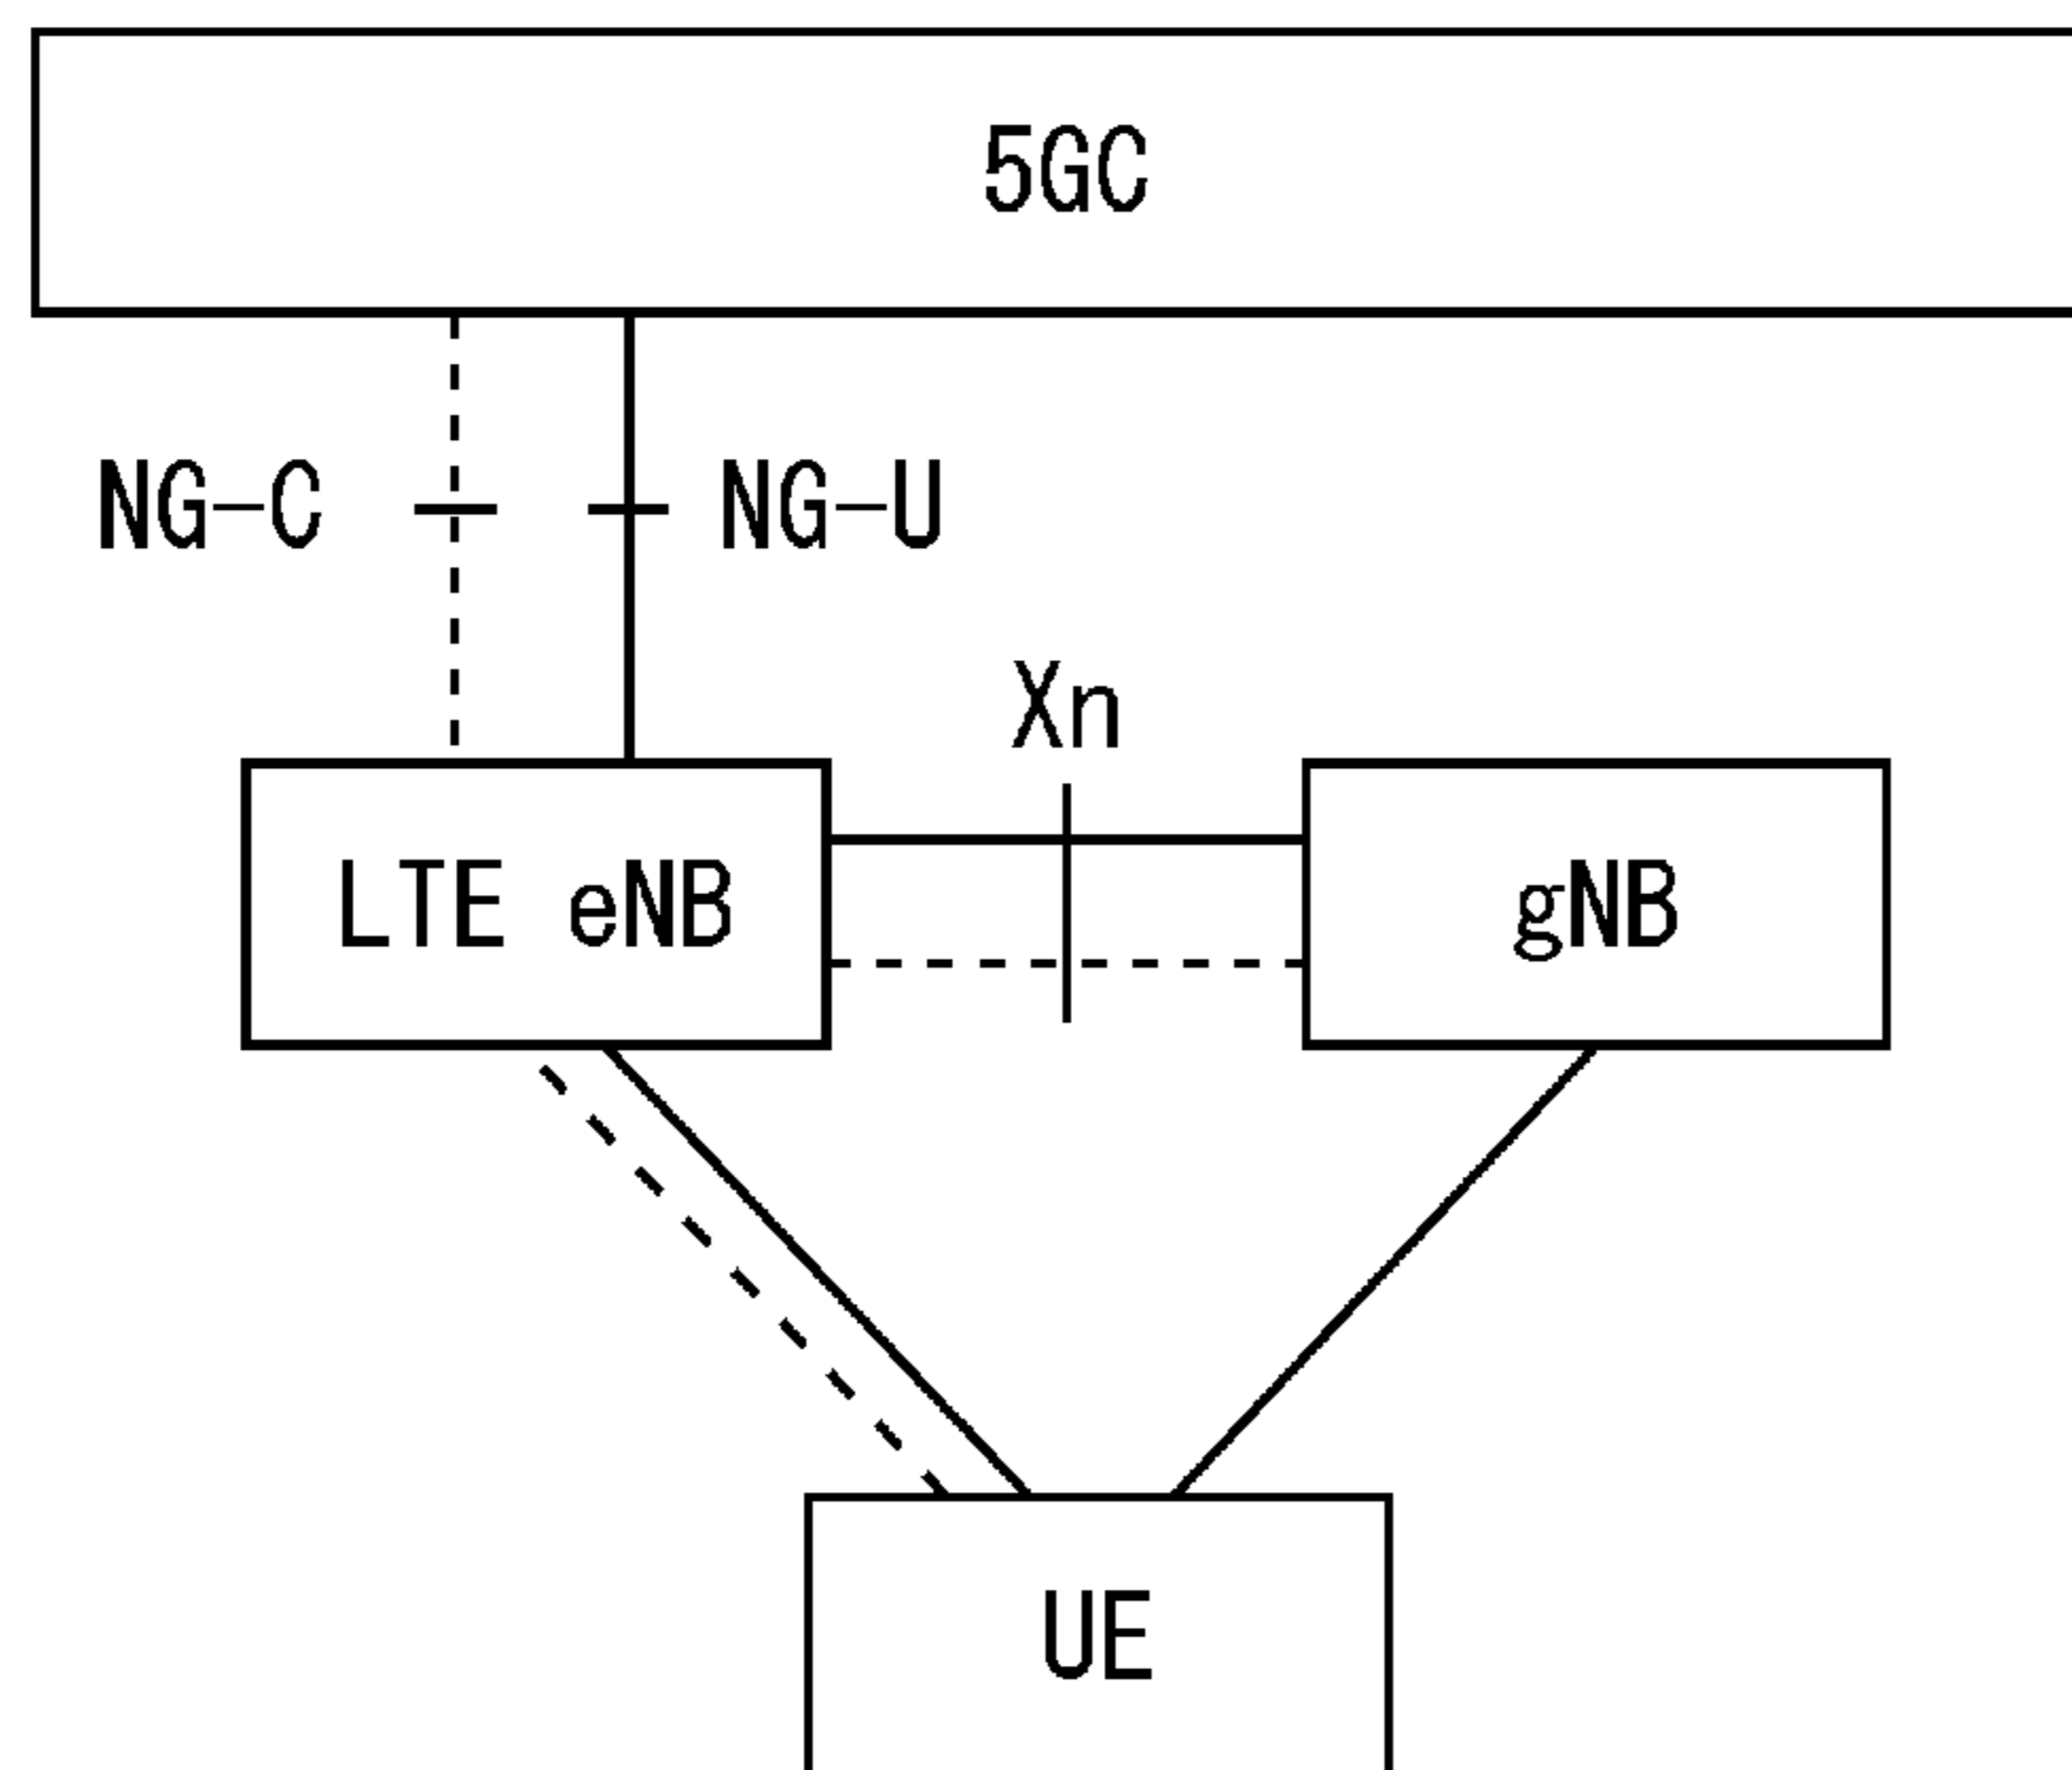 5GC
NG-C
NG-U
Xn
LTE eNB
gNB
UE